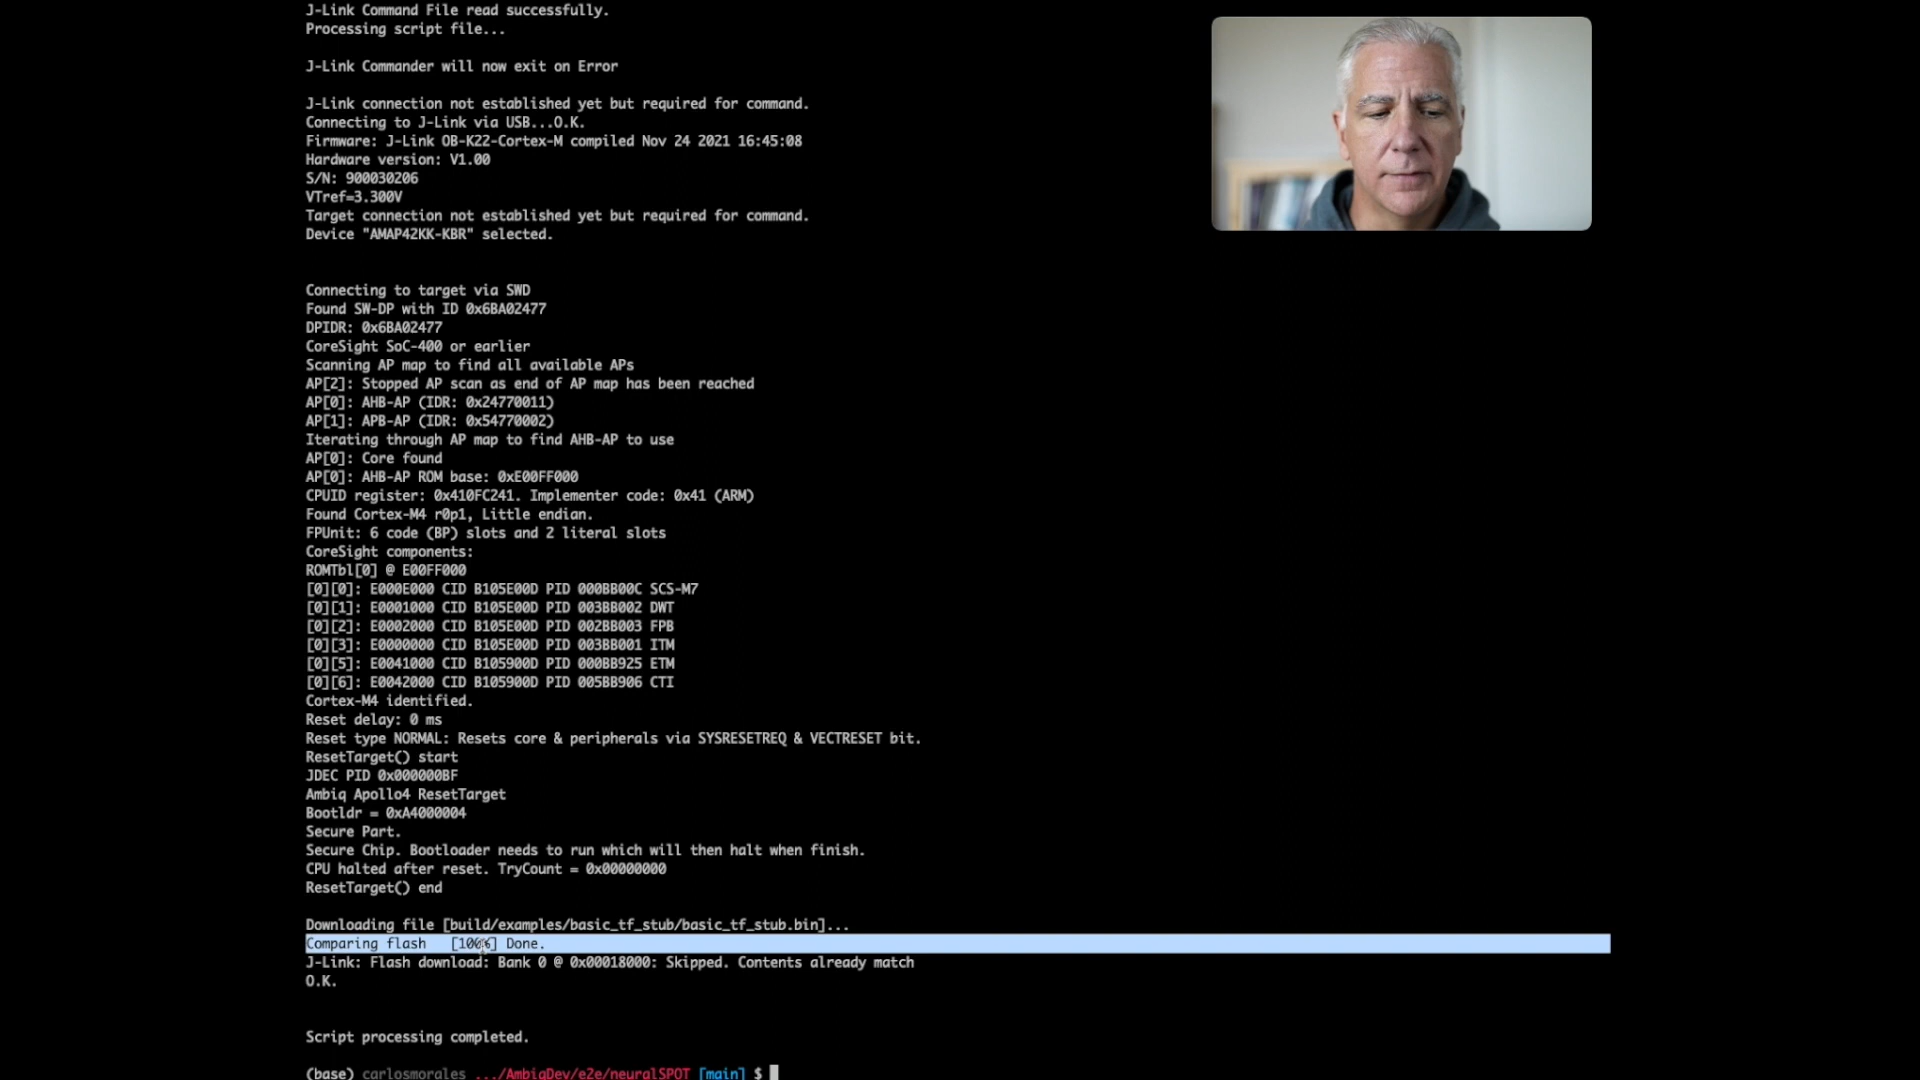 J-Link Command File read successfully.
Processing script file...
J-Link Commander will now exit on Error
J-Link connection not established yet but required for command.
Connecting to J-Link via USB...O.K.
Firmware: J-Link OB-K22-Cortex-M compiled Nov 24 2021 16:45:08
Hardware version: V1.00
S/N: 900030206
VTref=3.300V
Target connection not established yet but required for command.
Device "AMAP42KK-KBR" selected.
Connecting to target via SWD
Found SW-DP with ID 0x6BA02477
DPIDR: 0x6BA02477
CoreSight SoC-400 or earlier
Scanning AP map to find all available APs
AP[2]: Stopped AP scan as end of AP map has been reached
AP[0]: AHB-AP (IDR: 0x24770011)
AP[1]: APB-AP (IDR: 0x54770002)
Iterating through AP map to find AHB-AP to use
AP[0]: Core found
AP[0]: AHB-AP ROM base: 0xE00FF000
CPUID register: 0x410FC241. Implementer code: 0x41 (ARM)
Found Cortex-M4 r0p1, Little endian.
FPUnit: 6 code (BP) slots and 2 literal slots
CoreSight components:
ROMTbl[0] @ E00FF000
[0][0]: E000E000 CID B105E00D PID 000BB00C SCS-M7
[0][1]: E0001000 CID B105E00D PID 003BB002 DWT
[0][2]: E0002000 CID B105E00D PID 002BB003 FPB
[0][3]: E0000000 CID B105E00D PID 003BB001 ITM
[0][5]: E0041000 CID B105900D PID 000BB925 ETM
[0][6]: E0042000 CID B105900D PID 005BB906 CTI
Cortex-M4 identified.
Reset delay: 0 ms
Reset type NORMAL: Resets core & peripherals via SYSRESETREQ & VECTRESET bit.
ResetTarget() start
JDEC PID 0x000000BF
Ambiq Apollo4 ResetTarget
Bootldr = 0xA4000004
Secure Part.
Secure Chip. Bootloader needs to run which will then halt when finish.
CPU halted after reset. TryCount = 0x00000000
ResetTarget() end
Downloading file [build/examples/basic_tf_stub/basic_tf_stub.bin]...
Comparing flash   [100%] Done.
J-Link: Flash download: Bank 0 @ 0x00018000: Skipped. Contents already match
O.K.
Script processing completed.
(base) carlosmorales .../AmbiqDev/e2e/neuralSPOT [main] $